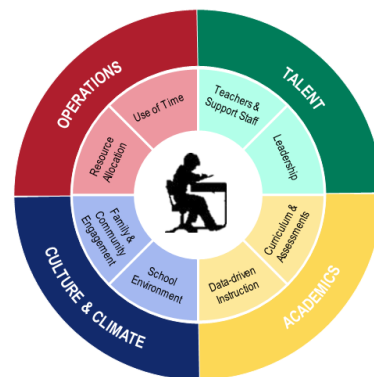 OPERATIONS
TALENT
Use of Time
Teachers &
Support Staff
Resource
Allocation
Leadership
Family &
Community
Engagement
Curriculum &
Assessments
School
Environment
Data-driven
Instruction
CULTURE & CLIMATE
ACADEMICS